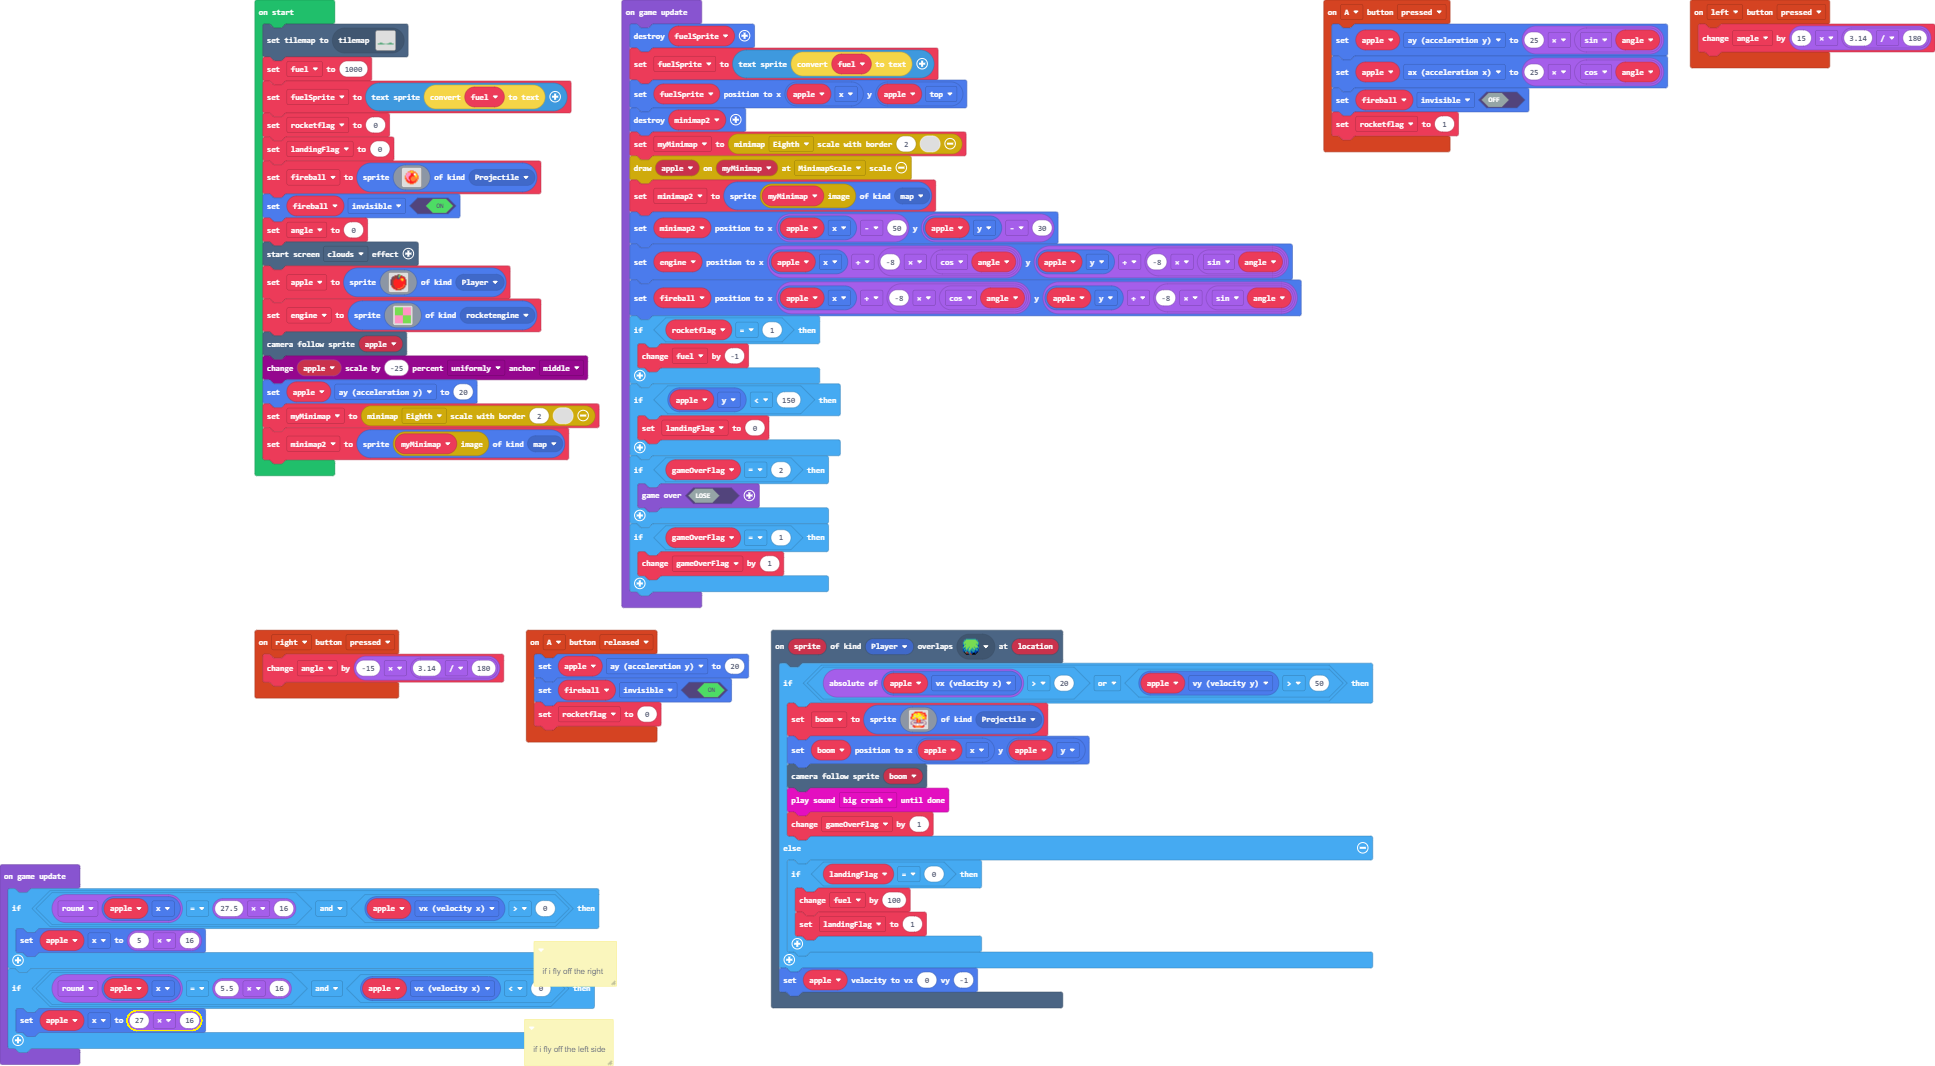 on start
set tilemap to tilemap
set fuel to 1000
set fuelSprite to text sprite convert fuel to text
set rocketflag to 0
set landingFlag to 0
set fireball to sprite of kind Projectile
set fireball invisible ON
set angle to 0
start screen clouds effect
set apple to sprite of kind Player
set engine to sprite of kind rocketengine
camera follow sprite apple
change apple scale by -25 percent uniformly anchor middle
set apple ay (acceleration y) to 20
set myMinimap to minimap Eighth scale with border 2
set minimap2 to sprite myMinimap image of kind map
on game update
destroy fuelSprite
set fuelSprite to text sprite convert fuel to text
set fuelSprite position to x apple x y apple top
destroy minimap2
set myMinimap to minimap Eighth scale with border 2
draw apple on myMinimap at MinimapScale scale
set minimap2 to sprite myMinimap image of kind map
set minimap2 position to x apple x - 50 y apple y - 30
set engine position to x apple x + -8 × cos angle y apple y + -8 × sin angle
set fireball position to x apple x + -8 × cos angle y apple y + -8 × sin angle
if rocketflag = 1 then
change fuel by -1
if apple y < 150 then
set landingFlag to 0
if gameOverFlag = 2 then
game over LOSE
if gameOverFlag = 1 then
change gameOverFlag by 1
on A button pressed
set apple ay (acceleration y) to 25 × sin angle
set apple ax (acceleration x) to 25 × cos angle
set fireball invisible OFF
set rocketflag to 1
on left button pressed
change angle by 15 × 3.14 / 180
on right button pressed
change angle by -15 × 3.14 / 180
on A button released
set apple ay (acceleration y) to 20
set fireball invisible ON
set rocketflag to 0
on sprite of kind Player overlaps at location
if absolute of apple vx (velocity x) > 20 or apple vy (velocity y) > 50 then
set boom to sprite of kind Projectile
set boom position to x apple x y apple y
camera follow sprite boom
play sound big crash until done
change gameOverFlag by 1
else
if landingFlag = 0 then
change fuel by 100
set landingFlag to 1
set apple velocity to vx 0 vy -1
on game update
if round apple x = 27.5 × 16 and apple vx (velocity x) > 0 then
set apple x to 5 × 16
if i fly off the right
if round apple x = 5.5 × 16 and apple vx (velocity x) < 0 then
set apple x to 27 × 16
if i fly off the left side